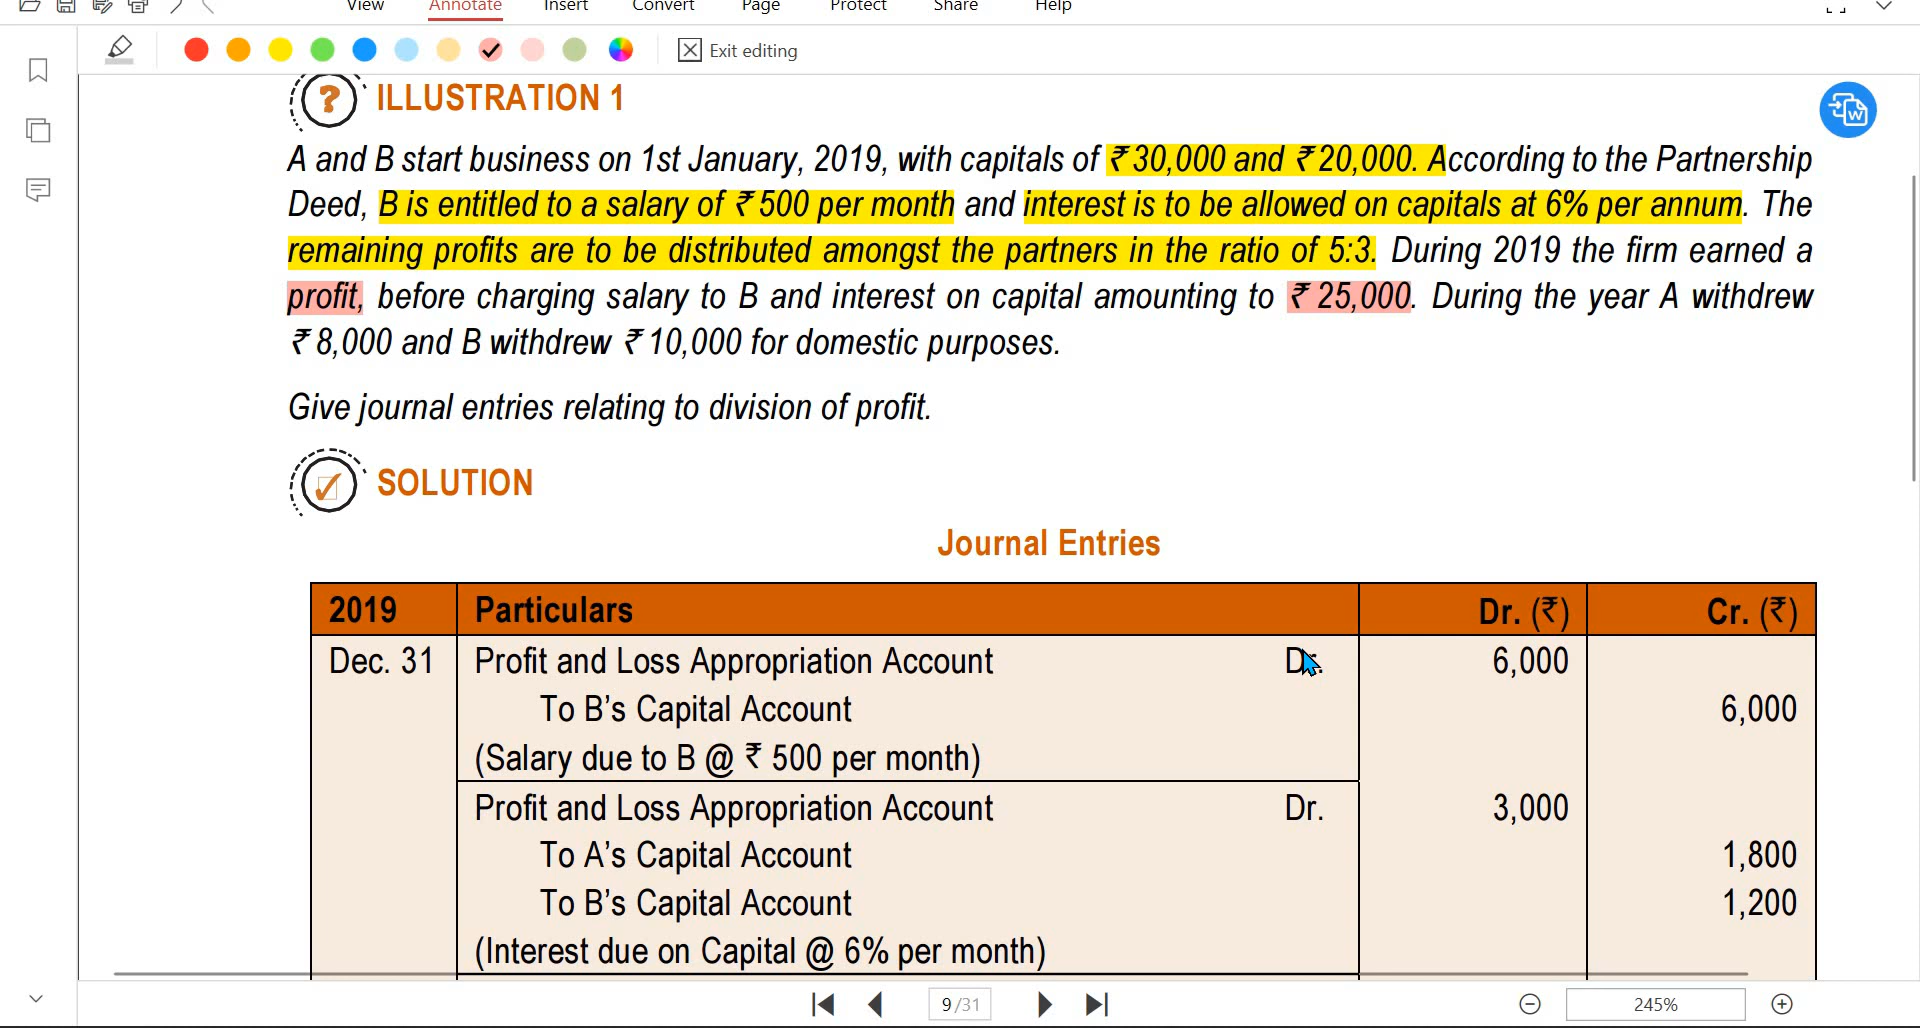 View Annotate Insert Convert Page Protect Share Help
Exit editing
? ILLUSTRATION 1
A and B start business on 1st January, 2019, with capitals of ₹ 30,000 and ₹ 20,000. According to the Partnership
Deed, B is entitled to a salary of ₹ 500 per month and interest is to be allowed on capitals at 6% per annum. The
remaining profits are to be distributed amongst the partners in the ratio of 5:3. During 2019 the firm earned a
profit, before charging salary to B and interest on capital amounting to ₹ 25,000. During the year A withdrew
₹ 8,000 and B withdrew ₹ 10,000 for domestic purposes.
Give journal entries relating to division of profit.
SOLUTION
Journal Entries
2019 Particulars Dr. (₹) Cr. (₹)
Dec. 31 Profit and Loss Appropriation Account Dr. 6,000
To B’s Capital Account 6,000
(Salary due to B @ ₹ 500 per month)
Profit and Loss Appropriation Account Dr. 3,000
To A’s Capital Account 1,800
To B’s Capital Account 1,200
(Interest due on Capital @ 6% per month)
9 /31 245%